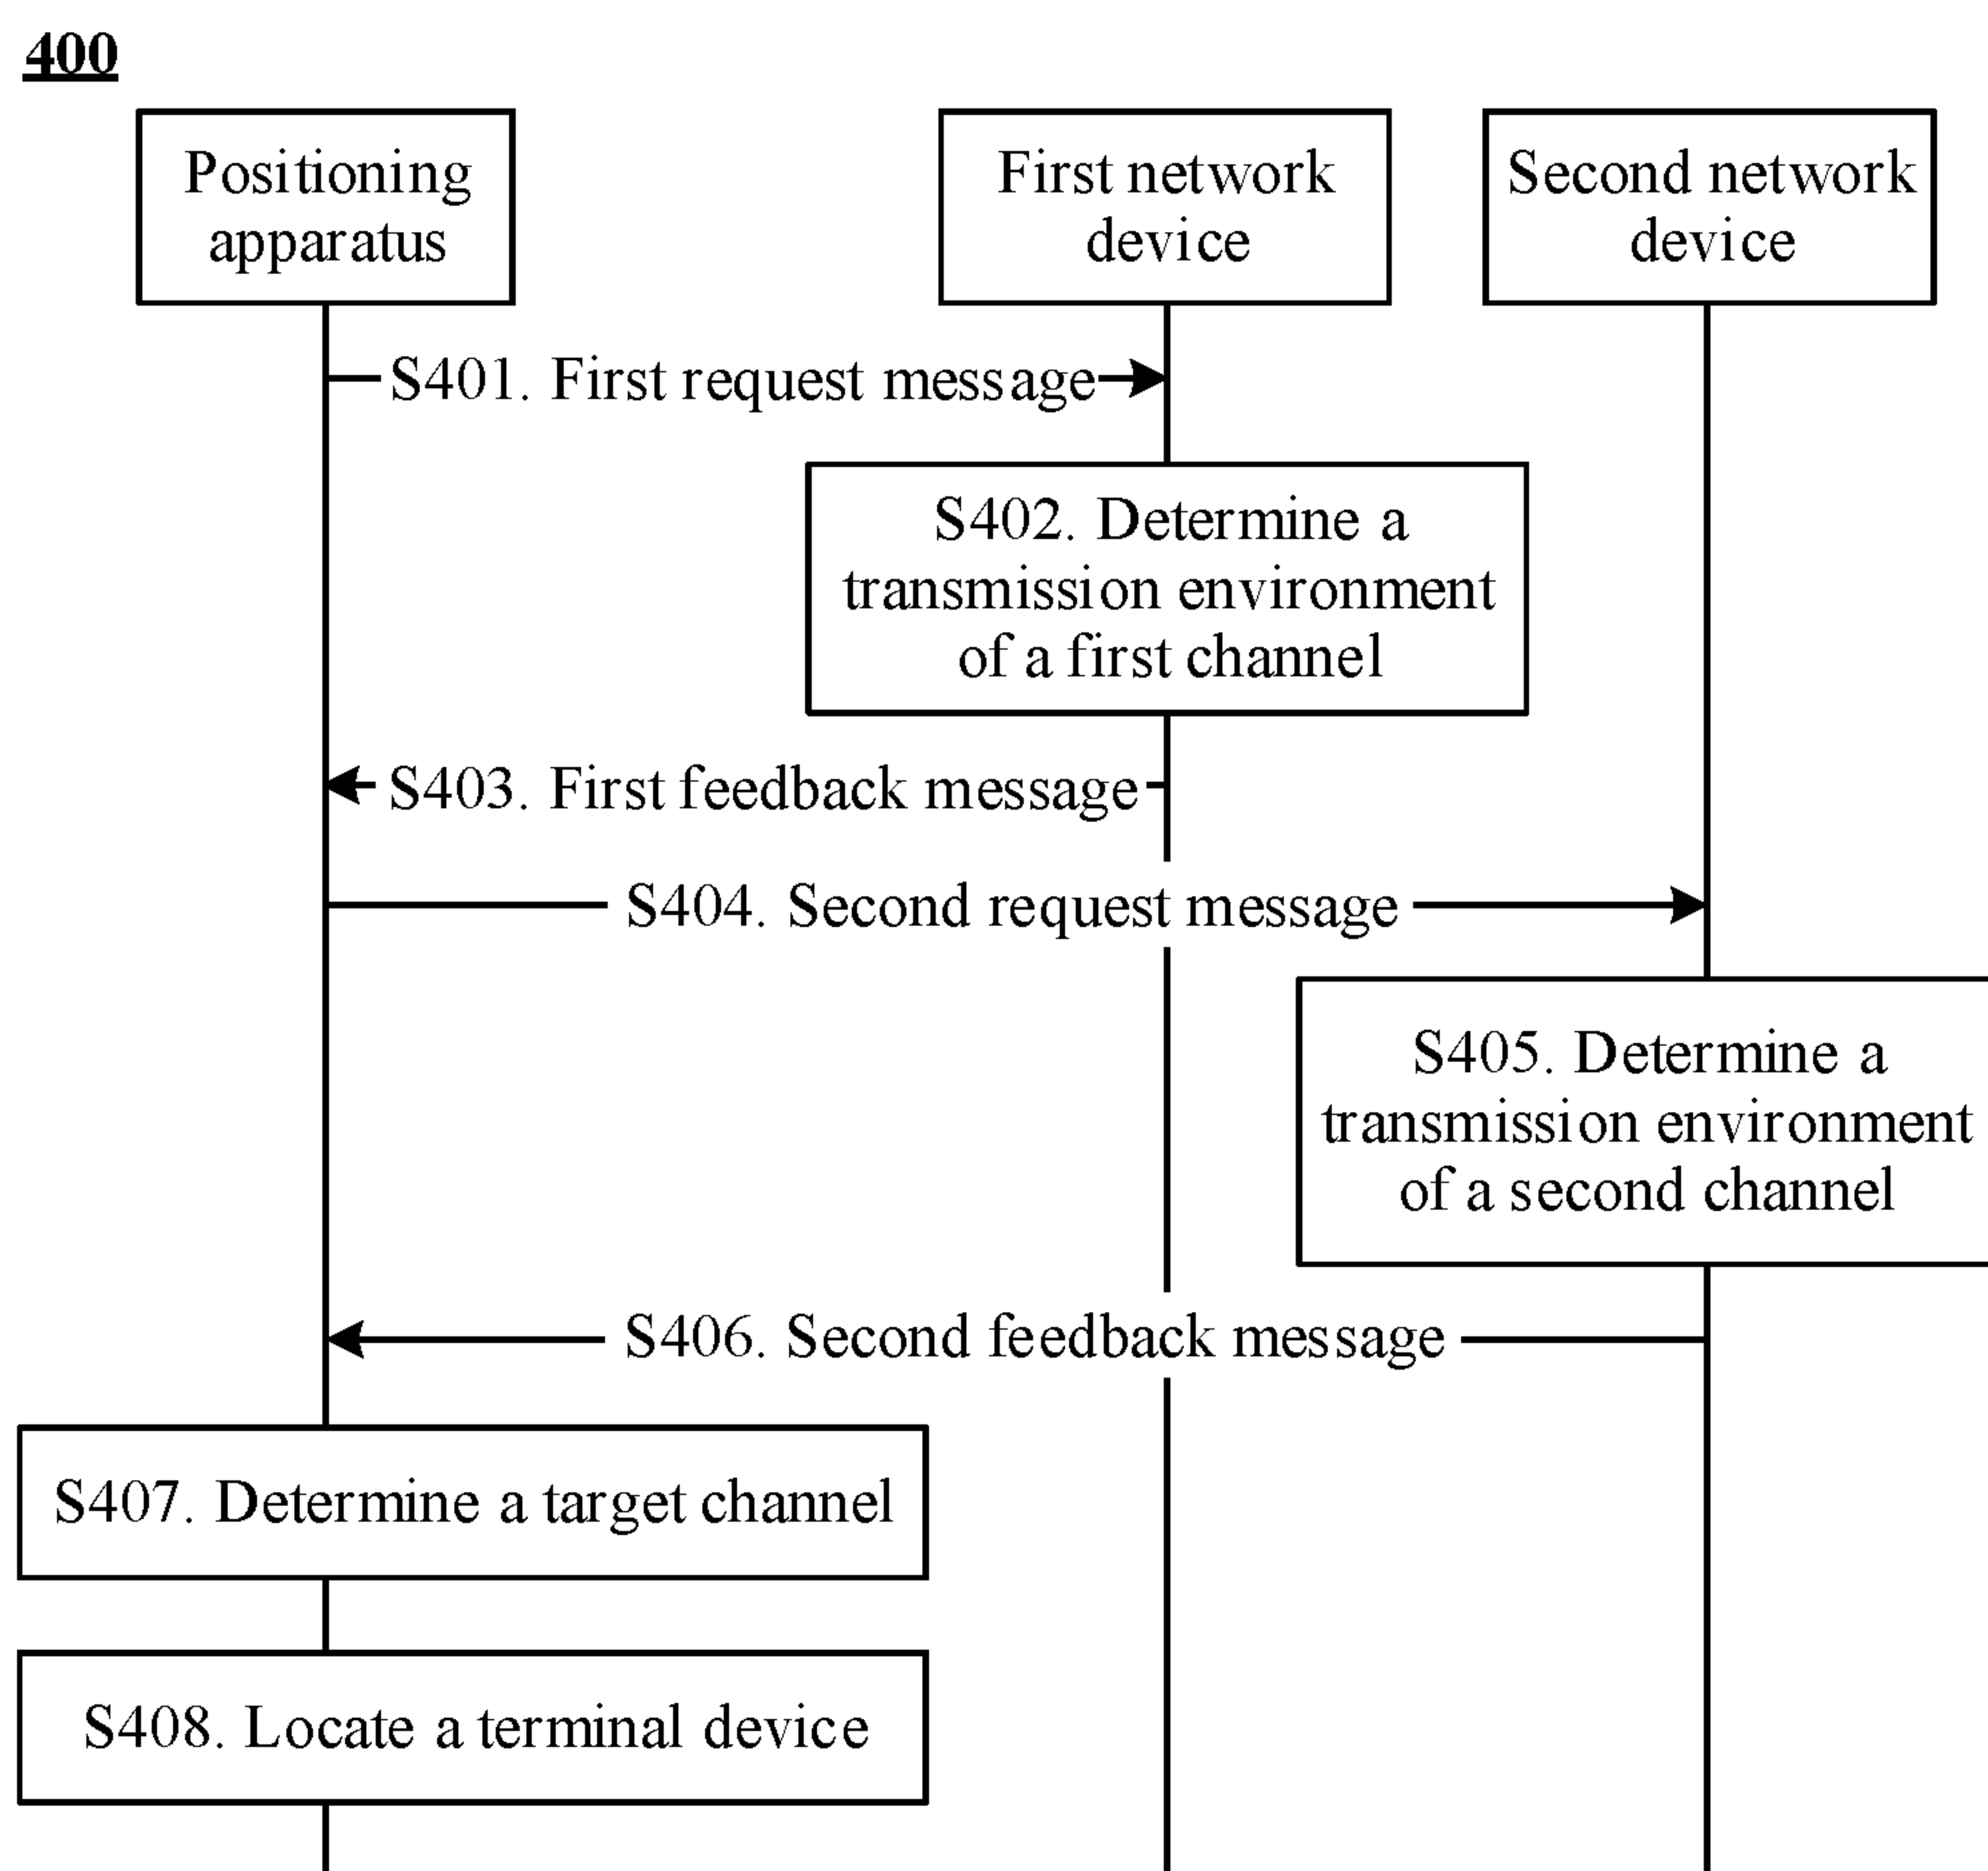 400
Positioning
apparatus
First network
device
Second network
device
S401. First request message
S402. Determine a
transmission environment
of a first channel
S403. First feedback message
S404. Second request message
S405. Determine a
transmission environment
of a second channel
S406. Second feedback message
S407. Determine a target channel
S408. Locate a terminal device